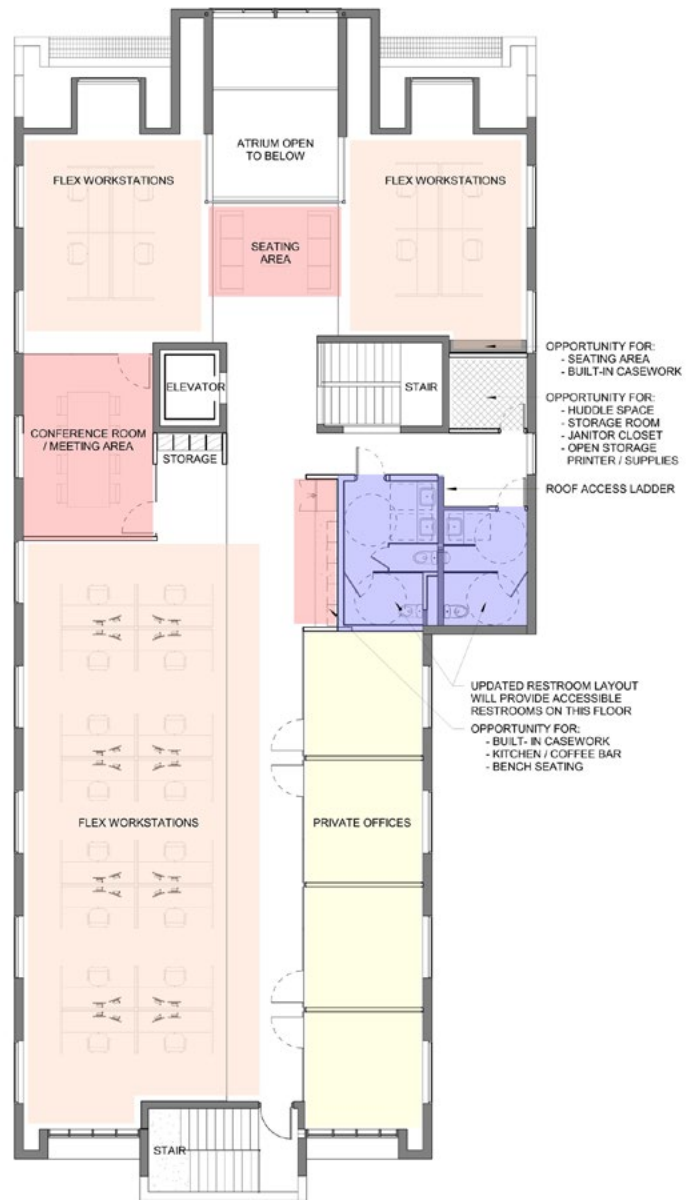 ATRIUM OPEN
TO BELOW
FLEX WORKSTATIONS
FLEX WORKSTATIONS
SEATING
AREA
OPPORTUNITY FOR:
- SEATING AREA
- BUILT-IN CASEWORK
ELEVATOR
STAIR
OPPORTUNITY FOR:
- HUDDLE SPACE
- STORAGE ROOM
- JANITOR CLOSET
- OPEN STORAGE
PRINTER / SUPPLIES
CONFERENCE ROOM
/ MEETING AREA
STORAGE
ROOF ACCESS LADDER
UPDATED RESTROOM LAYOUT
WILL PROVIDE ACCESSIBLE
RESTROOMS ON THIS FLOOR
OPPORTUNITY FOR:
- BUILT- IN CASEWORK
- KITCHEN / COFFEE BAR
- BENCH SEATING
FLEX WORKSTATIONS
PRIVATE OFFICES
STAIR